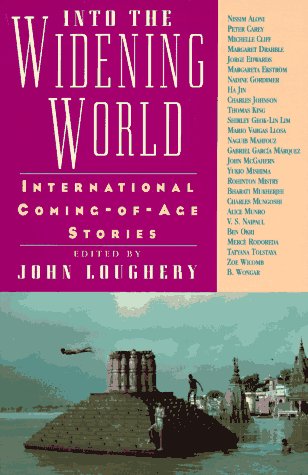 INTO THE
WIDENING
WORLD
INTERNATIONAL
COMING-OF-AGE
STORIES
EDITED BY
JOHN LOUGHERY
NISSIM ALONI
PETER CAREY
MICHELLE CLIFF
MARGARET DRABBLE
JORGE EDWARDS
MARGARETA EKSTRÖM
NADINE GORDIMER
HA JIN
CHARLES JOHNSON
THOMAS KING
SHIRLEY GEOK-LIN LIM
MARIO VARGAS LLOSA
NAGUIB MAHFOUZ
GABRIEL GARCÍA MÁRQUEZ
JOHN MCGAHERN
YUKIO MISHIMA
ROHINTON MISTRY
BHARATI MUKHERJEE
CHARLES MUNGOSHI
ALICE MUNRO
V. S. NAIPAUL
BEN OKRI
MERCÈ RODOREDA
TATYANA TOLSTAYA
ZOË WICOMB
B. WONGAR